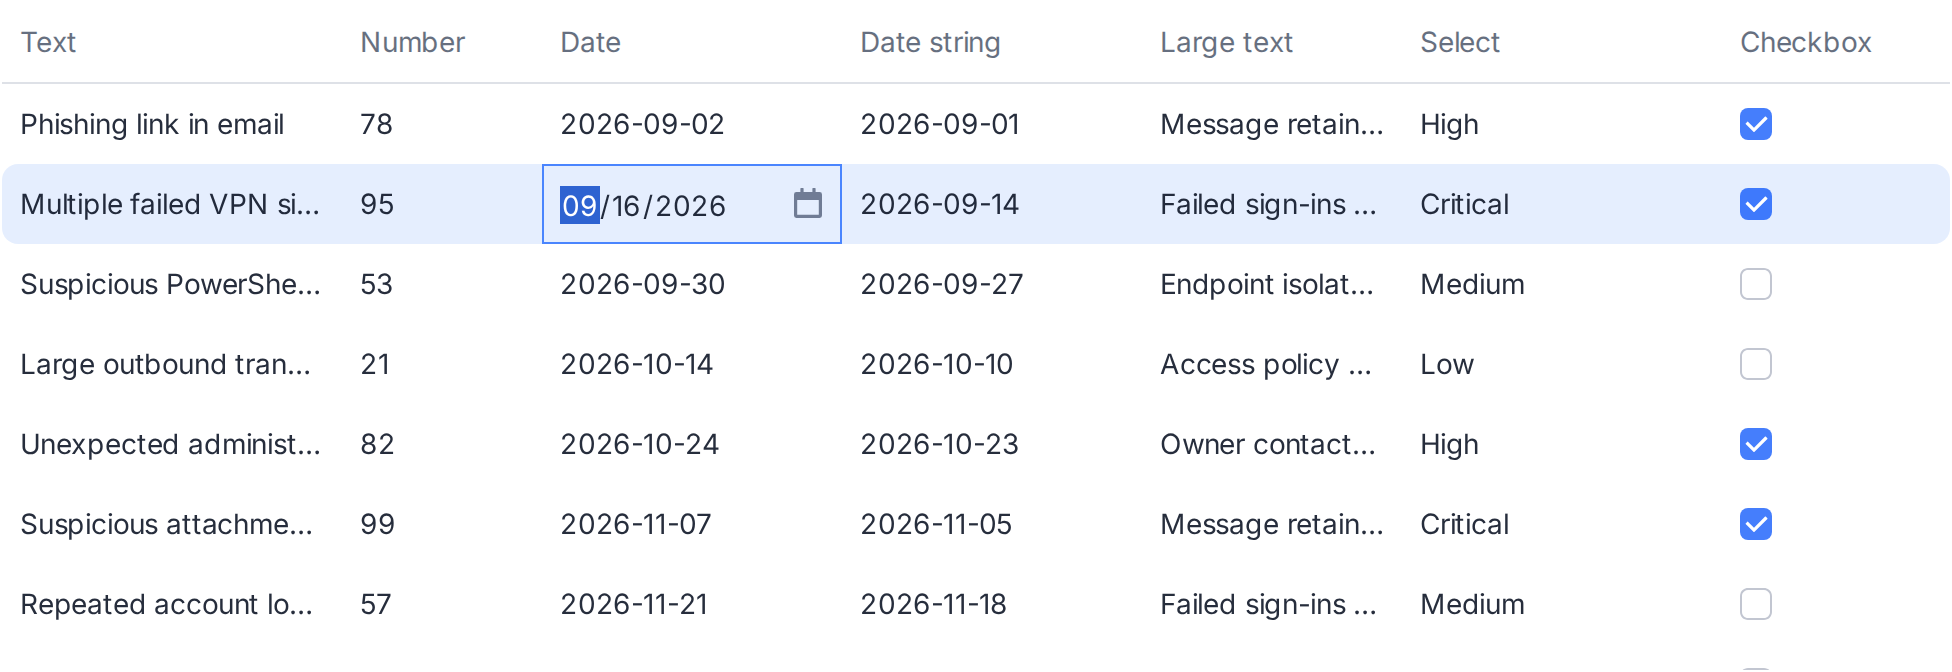 Text Number Date Date string Large text Select Checkbox
Phishing link in email 78 2026-09-02 2026-09-01 Message retain... High
Multiple failed VPN si... 95 09/16/2026 2026-09-14 Failed sign-ins ... Critical
Suspicious PowerShe... 53 2026-09-30 2026-09-27 Endpoint isolat... Medium
Large outbound tran... 21 2026-10-14 2026-10-10 Access policy ... Low
Unexpected administ... 82 2026-10-24 2026-10-23 Owner contact... High
Suspicious attachme... 99 2026-11-07 2026-11-05 Message retain... Critical
Repeated account lo... 57 2026-11-21 2026-11-18 Failed sign-ins ... Medium